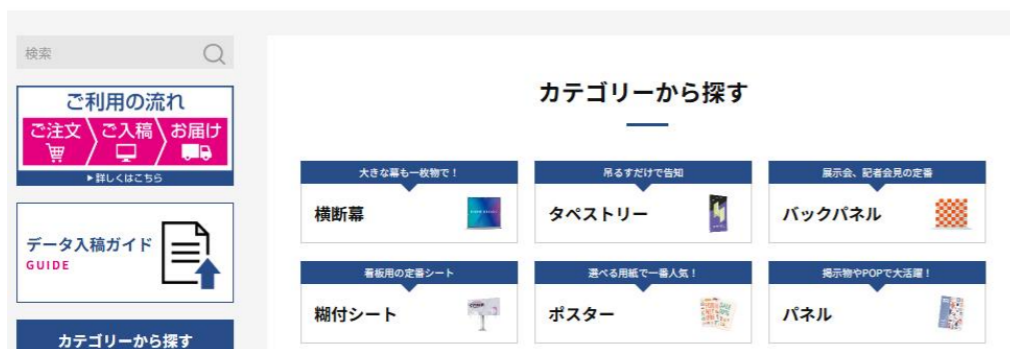 検索
ご利用の流れ
ご注文
ご入稿
お届け
▶詳しくはこちら
データ入稿ガイド
GUIDE
カテゴリーから探す
カテゴリーから探す
大きな幕も一枚物で！
横断幕
吊るすだけで告知
タペストリー
展示会、記者会見の定番
バックパネル
看板用の定番シート
糊付シート
選べる用紙で一番人気！
ポスター
掲示物やPOPで大活躍！
パネル